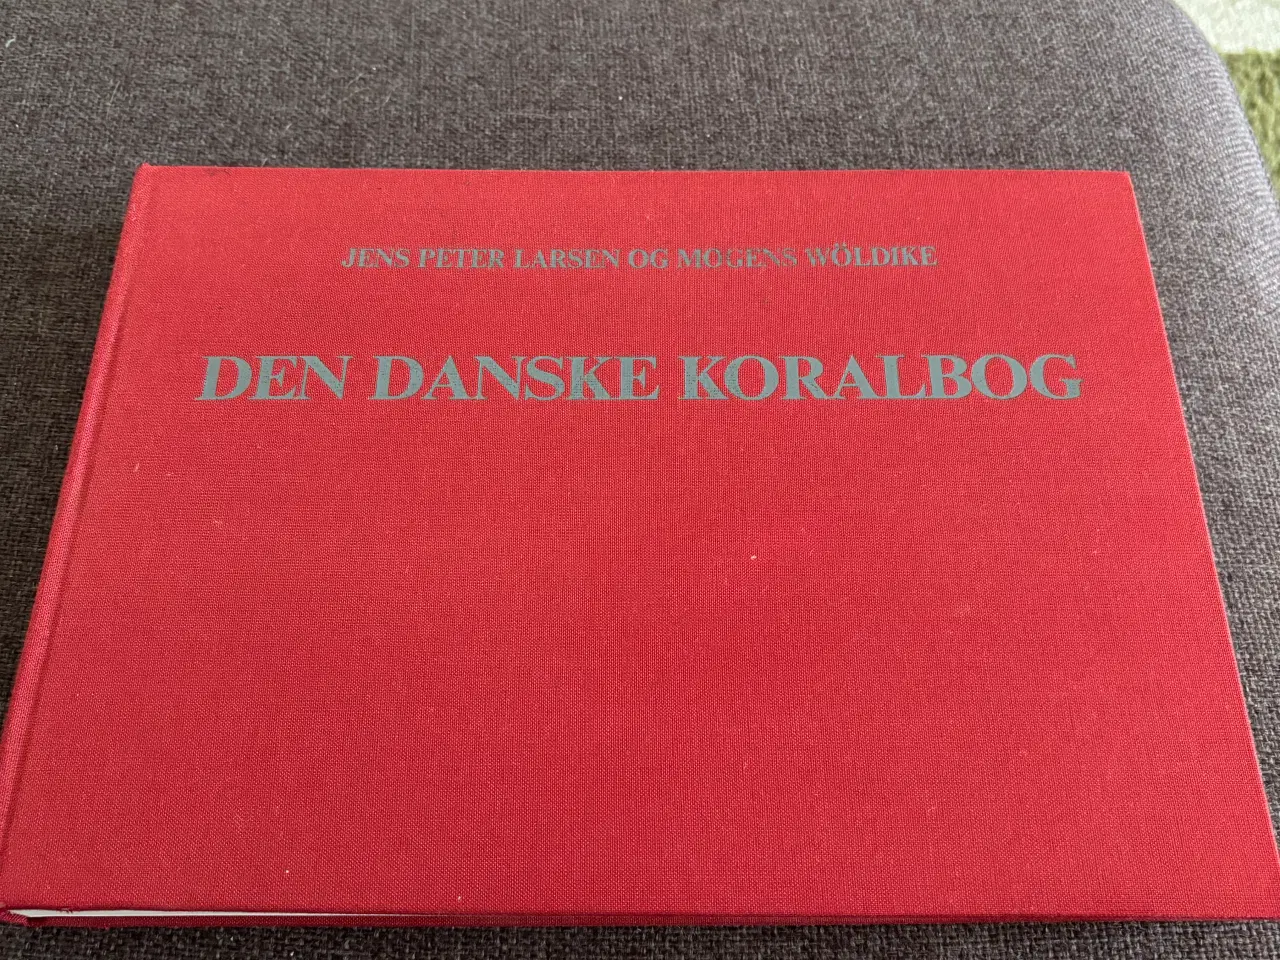 JENS PETER LARSEN OG MOGENS WÖLDIKE
DEN DANSKE KORALBOG